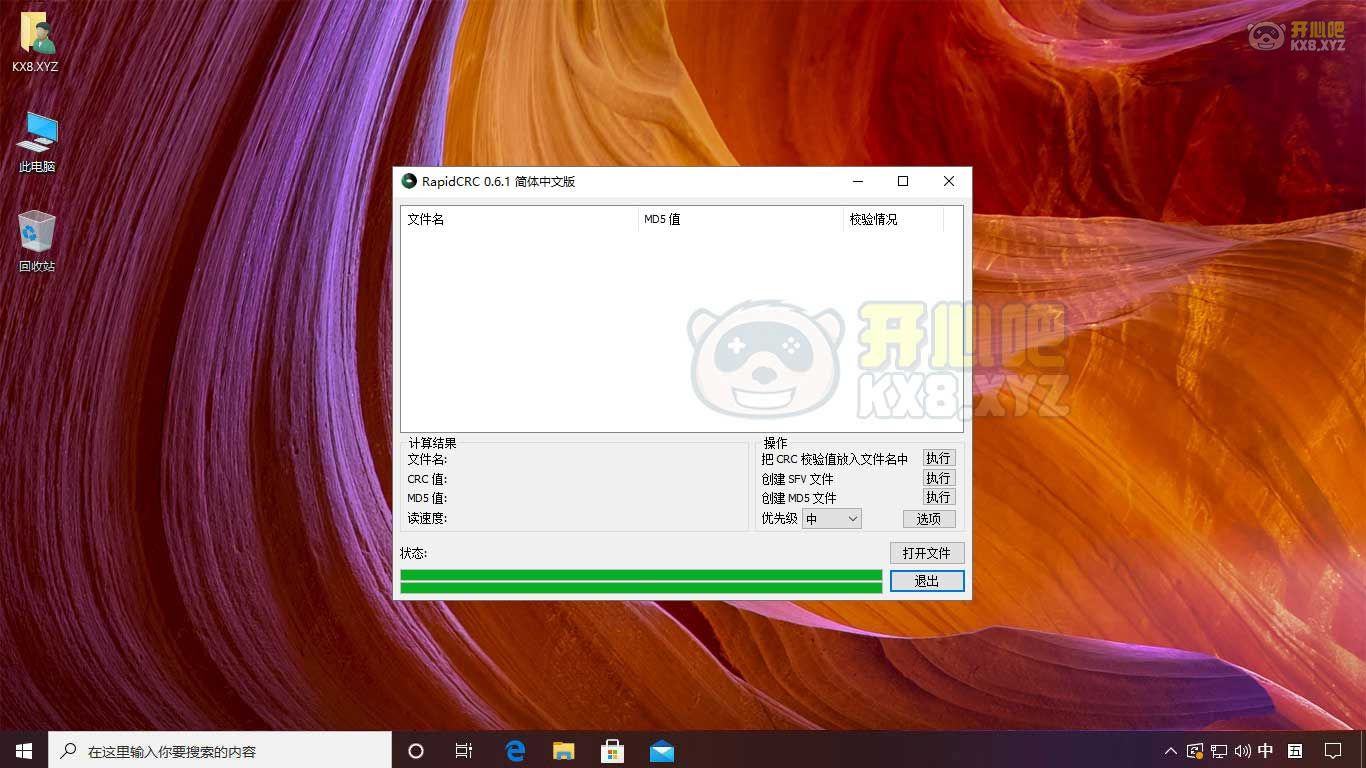 KX8.XYZ
此电脑
回收站
开心吧
KX8.XYZ
RapidCRC 0.6.1 简体中文版
文件名 MD5 值 校验情况
开心吧
KX8.XYZ
计算结果
文件名:
CRC 值:
MD5 值:
读速度:
操作
把 CRC 校验值放入文件名中 执行
创建 SFV 文件 执行
创建 MD5 文件 执行
优先级 中 选项
状态:
打开文件
退出
在这里输入你要搜索的内容
中 五